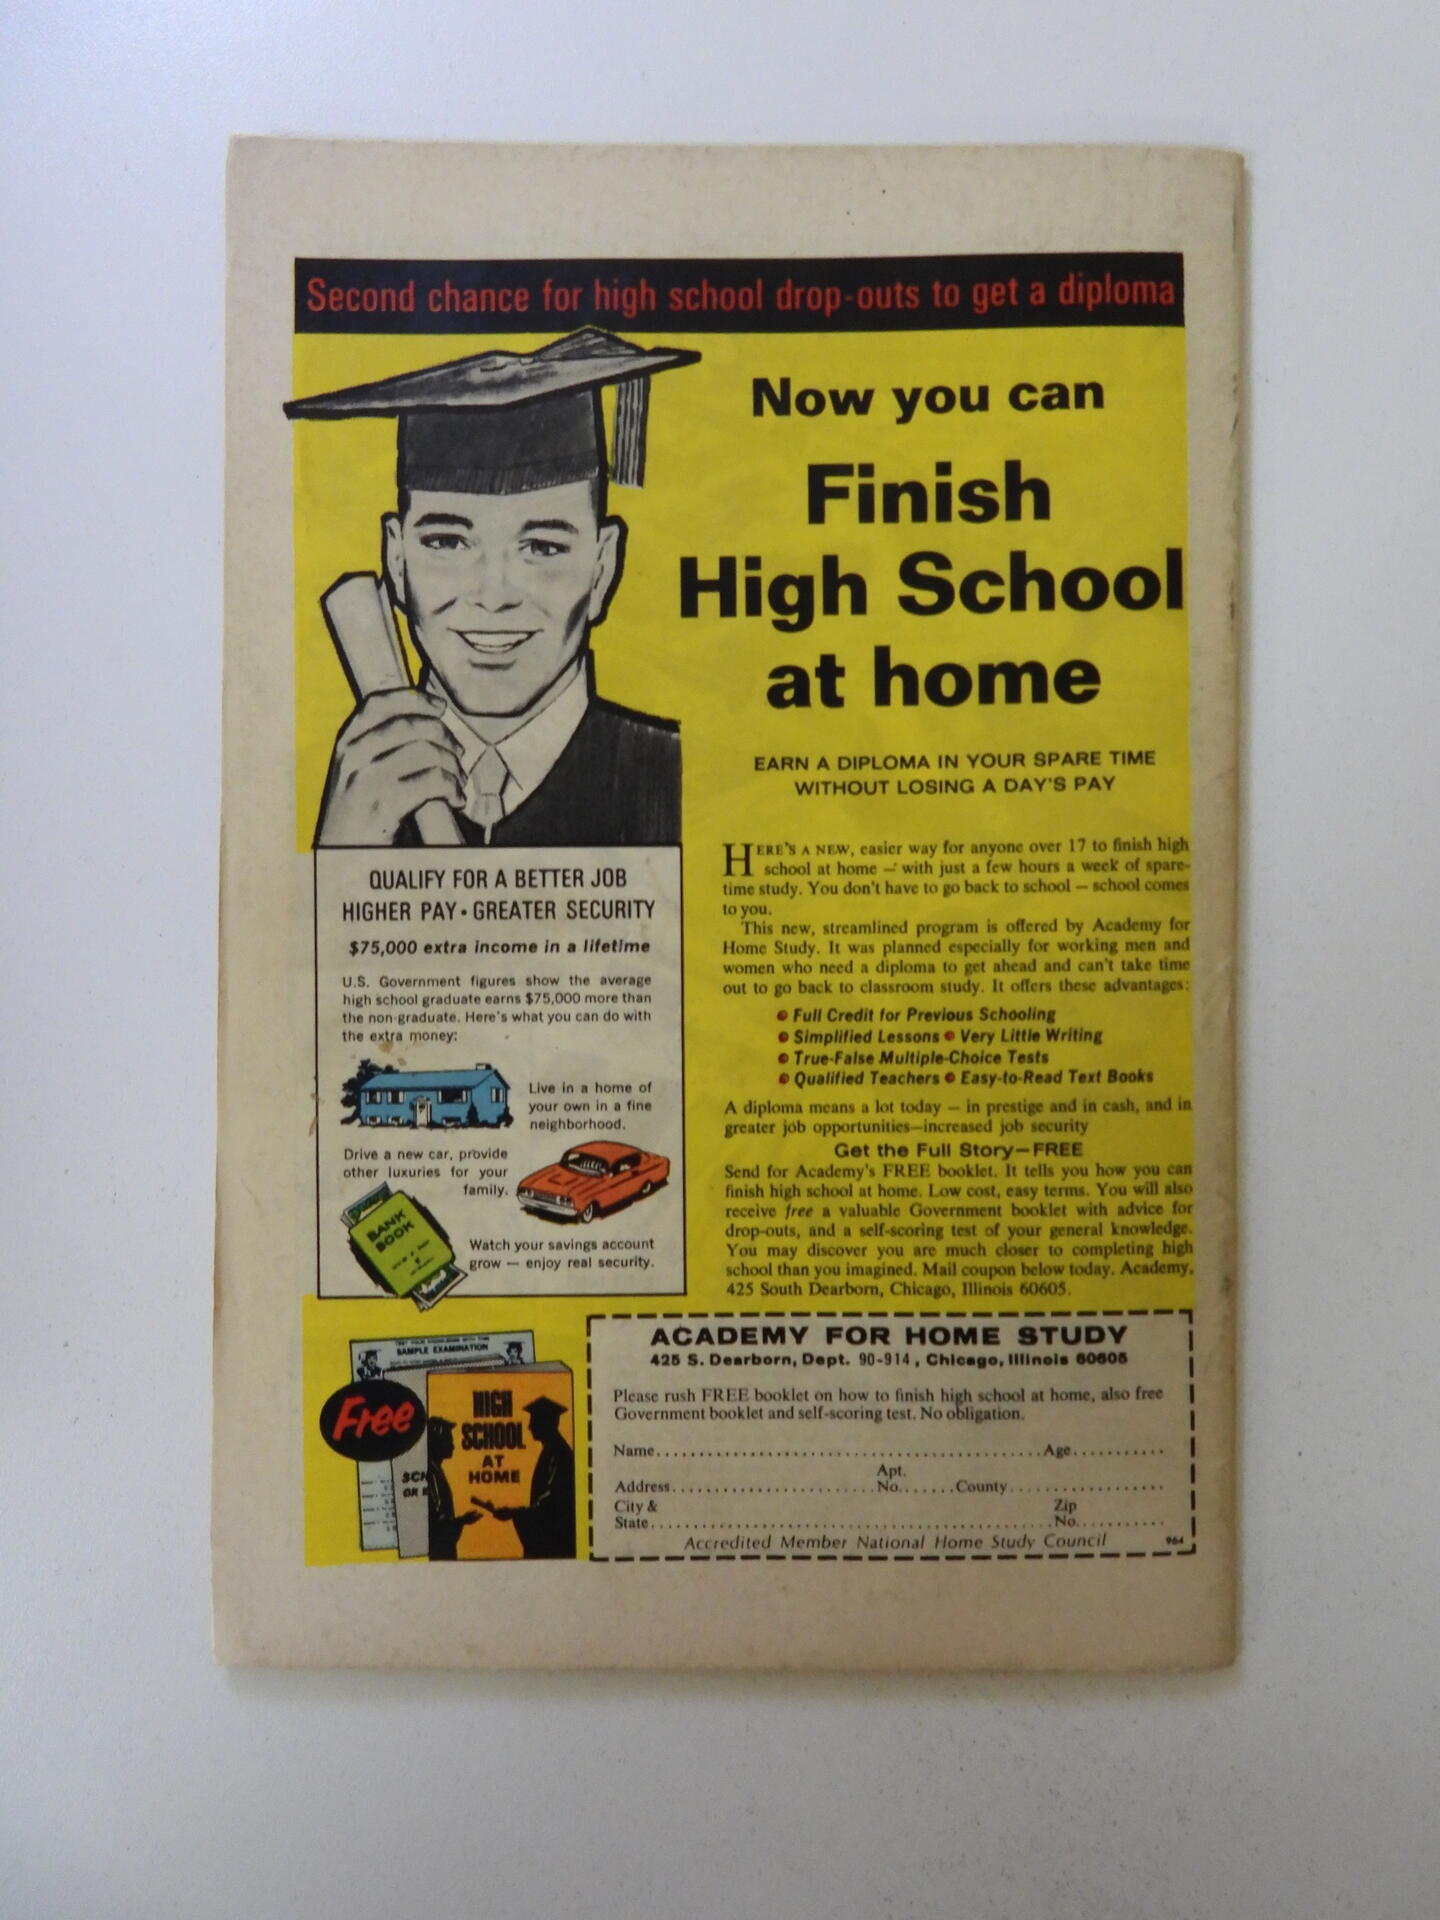 Second chance for high school drop-outs to get a diploma
Now you can
Finish
High School
at home
EARN A DIPLOMA IN YOUR SPARE TIME
WITHOUT LOSING A DAY'S PAY
HERE'S A NEW, easier way for anyone over 17 to finish high
school at home — with just a few hours a week of spare-
time study. You don't have to go back to school — school comes
to you.
This new, streamlined program is offered by Academy for
Home Study. It was planned especially for working men and
women who need a diploma to get ahead and can't take time
out to go back to classroom study. It offers these advantages:
• Full Credit for Previous Schooling
• Simplified Lessons • Very Little Writing
• True-False Multiple-Choice Tests
• Qualified Teachers • Easy-to-Read Text Books
A diploma means a lot today — in prestige and in cash, and in
greater job opportunities—increased job security
Get the Full Story—FREE
Send for Academy's FREE booklet. It tells you how you can
finish high school at home. Low cost, easy terms. You will also
receive free a valuable Government booklet with advice for
drop-outs, and a self-scoring test of your general knowledge.
You may discover you are much closer to completing high
school than you imagined. Mail coupon below today. Academy,
425 South Dearborn, Chicago, Illinois 60605.
QUALIFY FOR A BETTER JOB
HIGHER PAY • GREATER SECURITY
$75,000 extra income in a lifetime
U.S. Government figures show the average
high school graduate earns $75,000 more than
the non-graduate. Here's what you can do with
the extra money:
Live in a home of
your own in a fine
neighborhood.
Drive a new car, provide
other luxuries for your
family.
BANK
BOOK
Watch your savings account
grow — enjoy real security.
SAMPLE EXAMINATION
Free
HIGH
SCHOOL
AT
HOME
ACADEMY FOR HOME STUDY
425 S. Dearborn, Dept. 90-914, Chicago, Illinois 60605
Please rush FREE booklet on how to finish high school at home, also free
Government booklet and self-scoring test. No obligation.
Name Age
Apt.
Address No. County
City & Zip
State No.
Accredited Member National Home Study Council 964